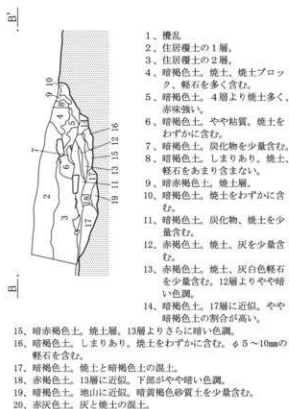 B'
B
10
9
8
5
4
7
2
3
14
16
12
15
13
11
19
18
17
1、攪乱
2、住居覆土の1層。
3、住居覆土の2層。
4、暗褐色土。焼土、焼土ブロッ
ク、軽石を多く含む。
5、暗褐色土。4層より焼土多く、
赤味強い。
6、暗褐色土。やや粘質、焼土を
わずかに含む。
7、暗褐色土。炭化物を少量含む。
8、暗褐色土。しまりあり。焼土、
軽石をあまり含まない。
9、暗赤褐色土。焼土層。
10、暗褐色土。焼土をわずかに含
む。
11、暗褐色土。炭化物、焼土を少
量含む。
12、赤褐色土。焼土、灰を少量含
む。
13、赤褐色土。焼土、灰白色軽石
を少量含む。12層よりやや暗
い色調。
14、暗褐色土。17層に近似。やや
暗褐色土の割合が高い。
15、暗赤褐色土。焼土層。13層よりさらに暗い色調。
16、暗褐色土。しまりあり。焼土をわずかに含む。φ5～10㎜の
軽石を含む。
17、暗褐色土。焼土と暗褐色土の混土。
18、赤褐色土。13層に近似。下部がやや暗い色調。
19、暗褐色土。地山に近似。暗黄褐色砂質土を少量含む。
20、赤灰色土。灰と焼土の混土。